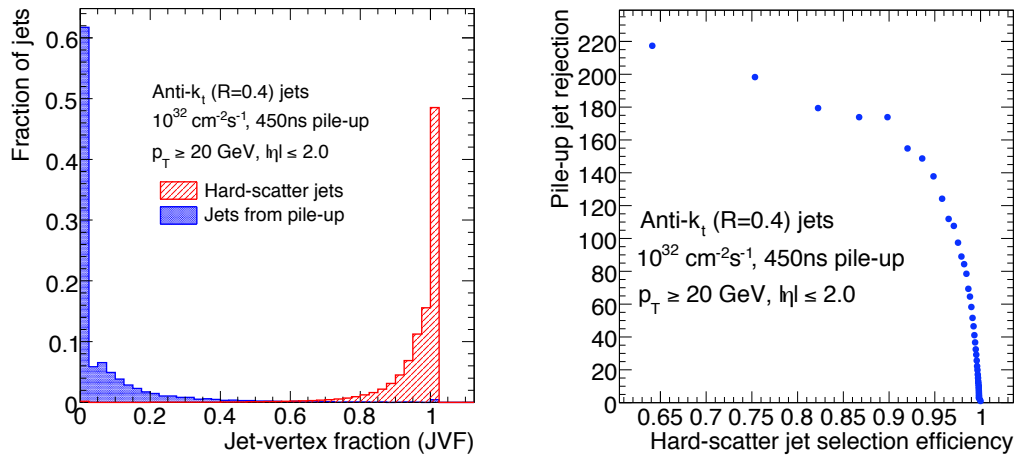 Fraction of jets
0.6
0.5
0.4
0.3
0.2
0.1
0
Anti-k_t (R=0.4) jets
10^32 cm^-2s^-1, 450ns pile-up
p_T ≥ 20 GeV, |η| ≤ 2.0
Hard-scatter jets
Jets from pile-up
0 0.2 0.4 0.6 0.8 1
Jet-vertex fraction (JVF)
Pile-up jet rejection
220
200
180
160
140
120
100
80
60
40
20
0
Anti-k_t (R=0.4) jets
10^32 cm^-2s^-1, 450ns pile-up
p_T ≥ 20 GeV, |η| ≤ 2.0
0.65 0.7 0.75 0.8 0.85 0.9 0.95 1
Hard-scatter jet selection efficiency